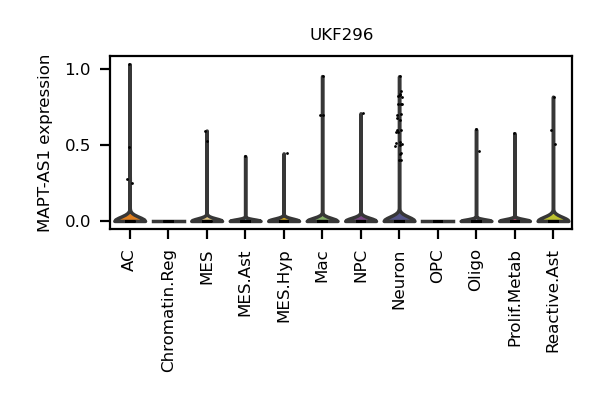 UKF296
MAPT-AS1 expression
1.0
0.5
0.0
AC
Chromatin.Reg
MES
MES.Ast
MES.Hyp
Mac
NPC
Neuron
OPC
Oligo
Prolif.Metab
Reactive.Ast